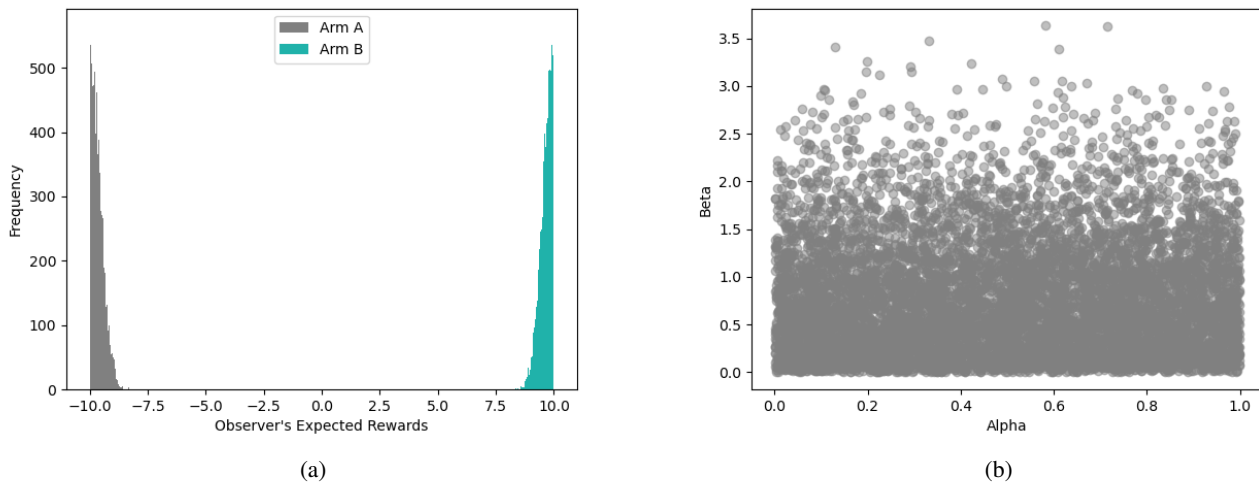 Arm A
Arm B
500
400
300
200
100
0
Frequency
−10.0 −7.5 −5.0 −2.5 0.0 2.5 5.0 7.5 10.0
Observer's Expected Rewards
(a)
3.5
3.0
2.5
2.0
1.5
1.0
0.5
0.0
Beta
0.0 0.2 0.4 0.6 0.8 1.0
Alpha
(b)